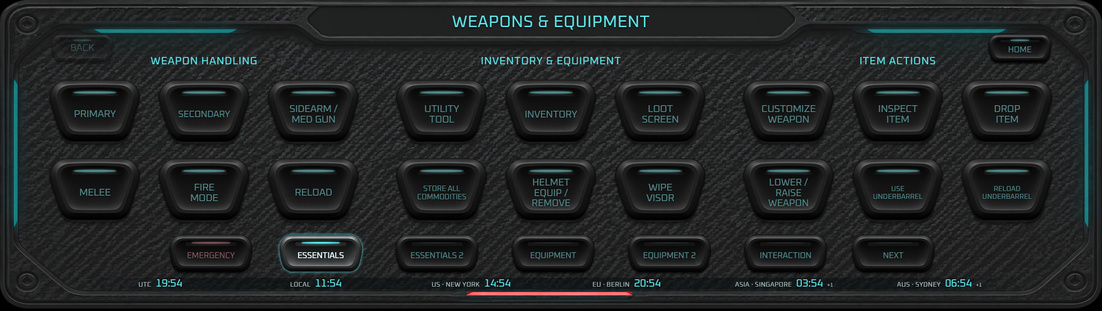 WEAPONS & EQUIPMENT
BACK
HOME
WEAPON HANDLING
INVENTORY & EQUIPMENT
ITEM ACTIONS
PRIMARY
SECONDARY
SIDEARM /
MED GUN
UTILITY
TOOL
INVENTORY
LOOT
SCREEN
CUSTOMIZE
WEAPON
INSPECT
ITEM
DROP
ITEM
MELEE
FIRE
MODE
RELOAD
STORE ALL
COMMODITIES
HELMET
EQUIP /
REMOVE
WIPE
VISOR
LOWER /
RAISE
WEAPON
USE
UNDERBARREL
RELOAD
UNDERBARREL
EMERGENCY
ESSENTIALS
ESSENTIALS 2
EQUIPMENT
EQUIPMENT 2
INTERACTION
NEXT
UTC 19:54
LOCAL 11:54
US · NEW YORK 14:54
EU · BERLIN 20:54
ASIA · SINGAPORE 03:54 +1
AUS · SYDNEY 06:54 +1